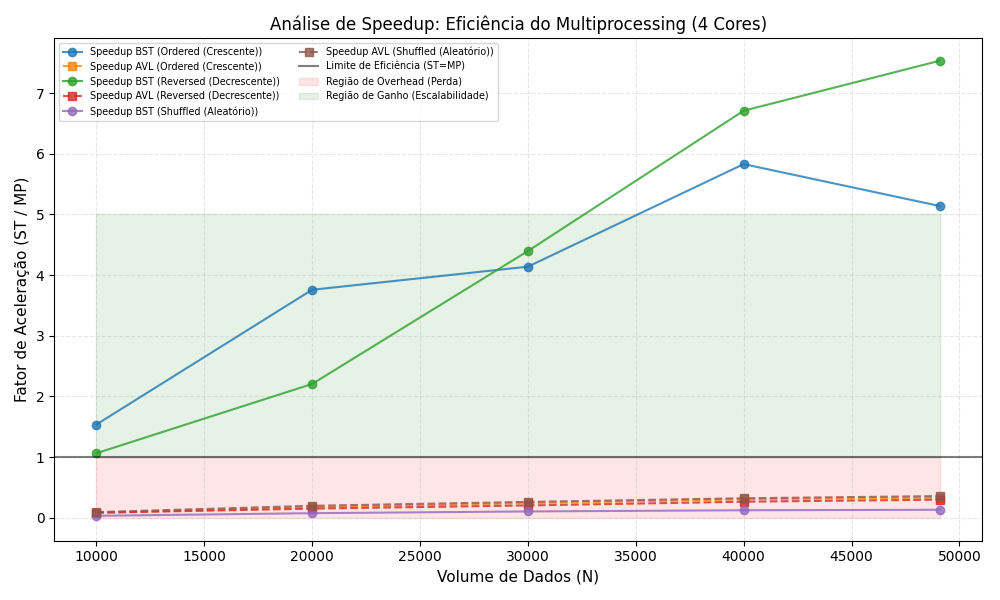 Análise de Speedup: Eficiência do Multiprocessing (4 Cores)
Speedup BST (Ordered (Crescente))
Speedup AVL (Ordered (Crescente))
Speedup BST (Reversed (Decrescente))
Speedup AVL (Reversed (Decrescente))
Speedup BST (Shuffled (Aleatório))
Speedup AVL (Shuffled (Aleatório))
Limite de Eficiência (ST=MP)
Região de Overhead (Perda)
Região de Ganho (Escalabilidade)
Fator de Aceleração (ST / MP)
7
6
5
4
3
2
1
0
10000 15000 20000 25000 30000 35000 40000 45000 50000
Volume de Dados (N)